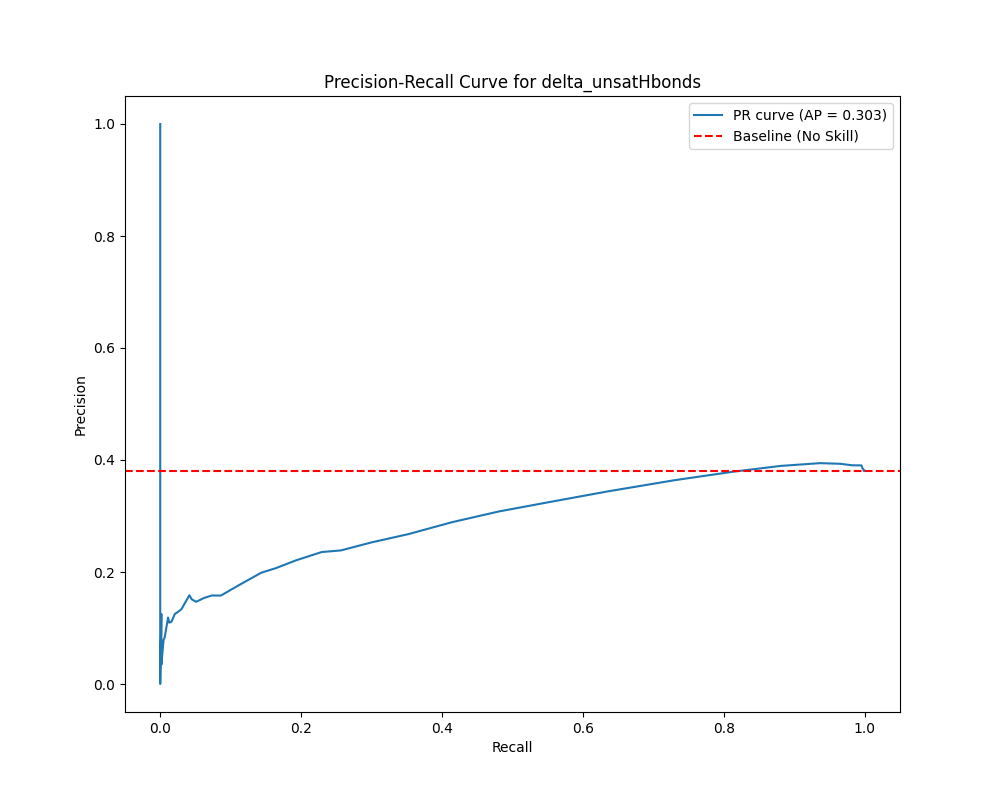 Precision-Recall Curve for delta_unsatHbonds
PR curve (AP = 0.303)
Baseline (No Skill)
1.0
0.8
0.6
0.4
0.2
0.0
Precision
0.0 0.2 0.4 0.6 0.8 1.0
Recall